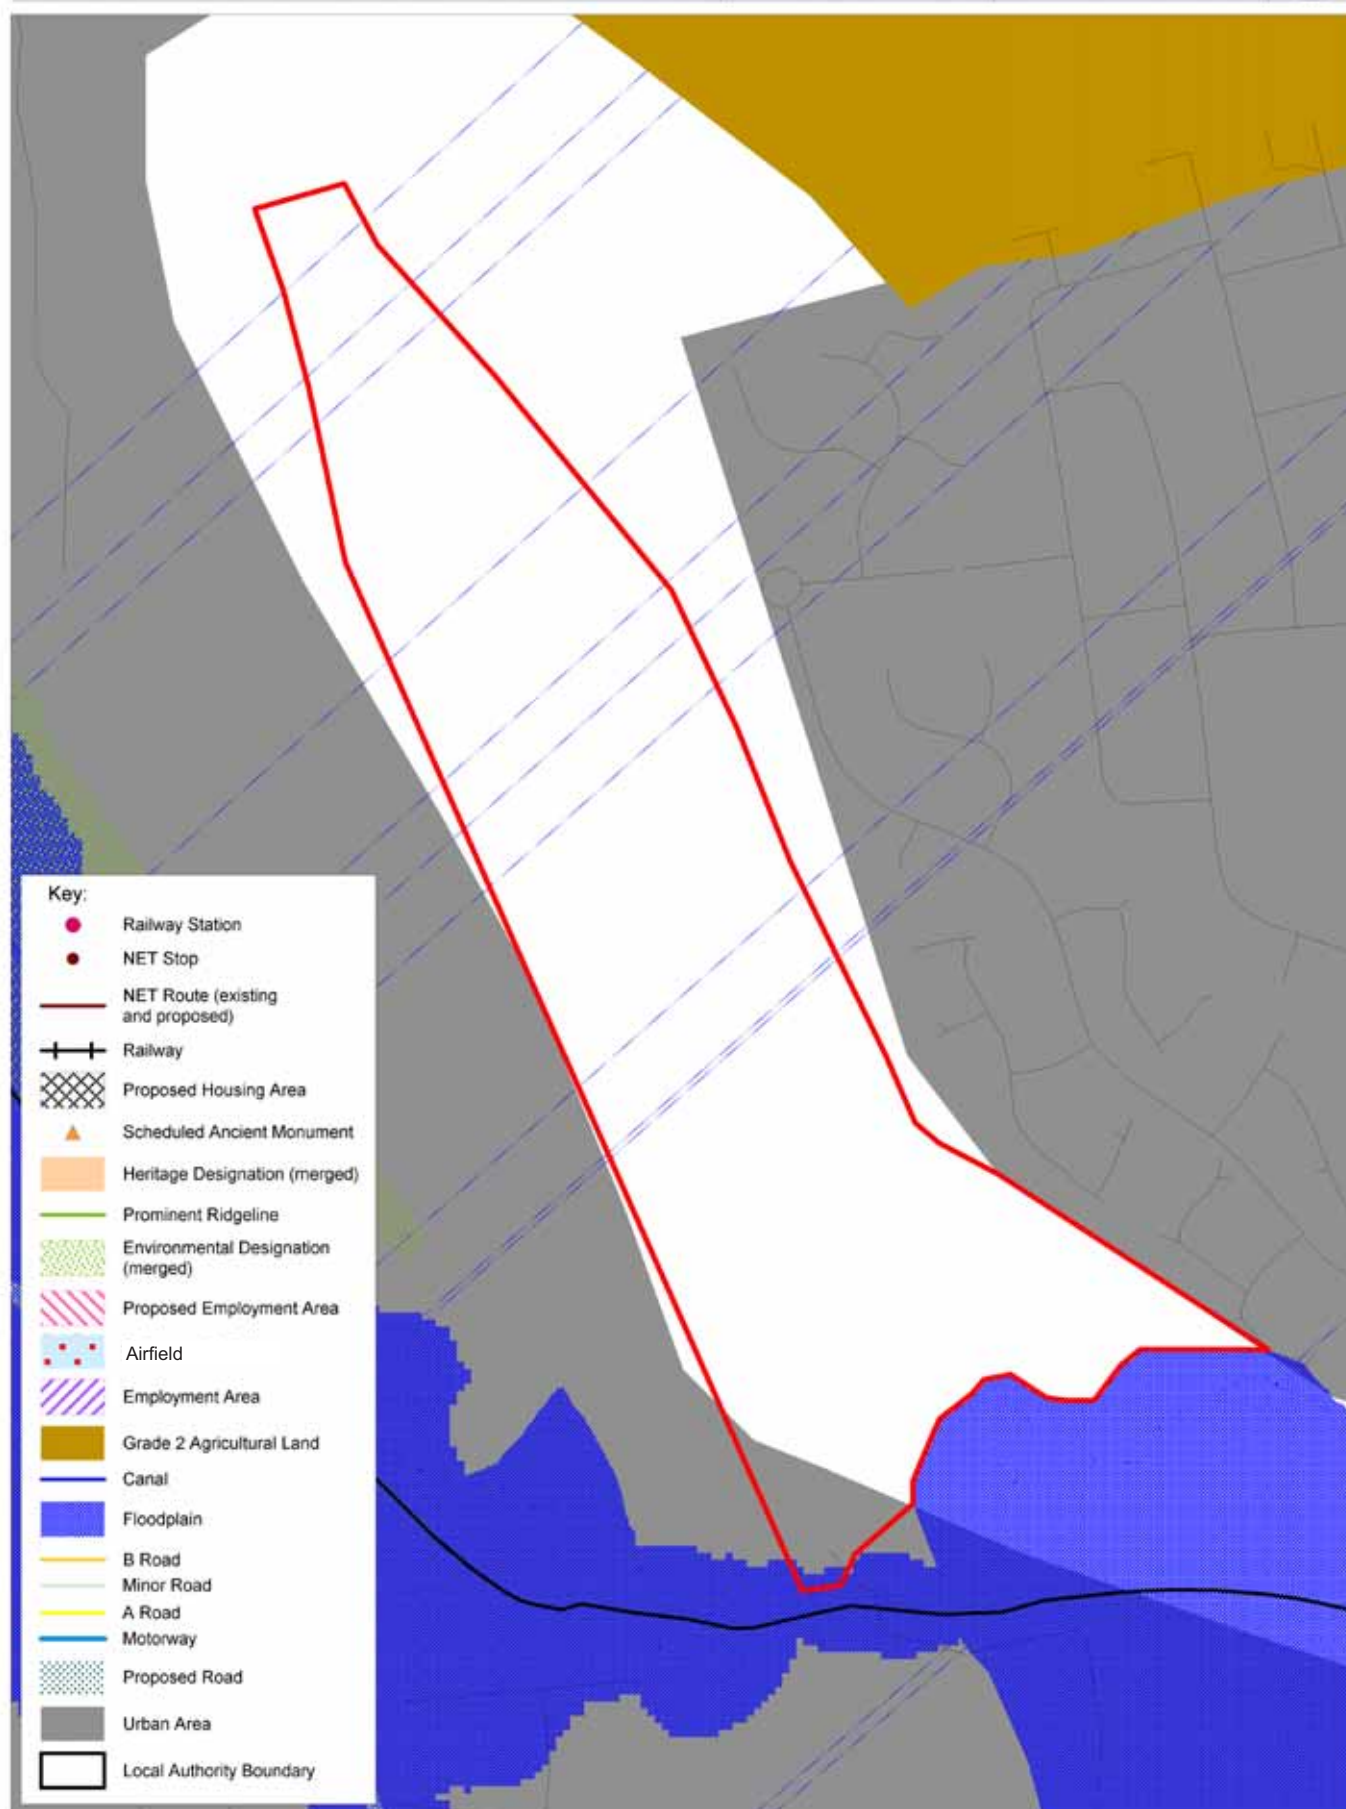 Key:
Railway Station
NET Stop
NET Route (existing
and proposed)
Railway
Proposed Housing Area
Scheduled Ancient Monument
Heritage Designation (merged)
Prominent Ridgeline
Environmental Designation
(merged)
Proposed Employment Area
Airfield
Employment Area
Grade 2 Agricultural Land
Canal
Floodplain
B Road
Minor Road
A Road
Motorway
Proposed Road
Urban Area
Local Authority Boundary